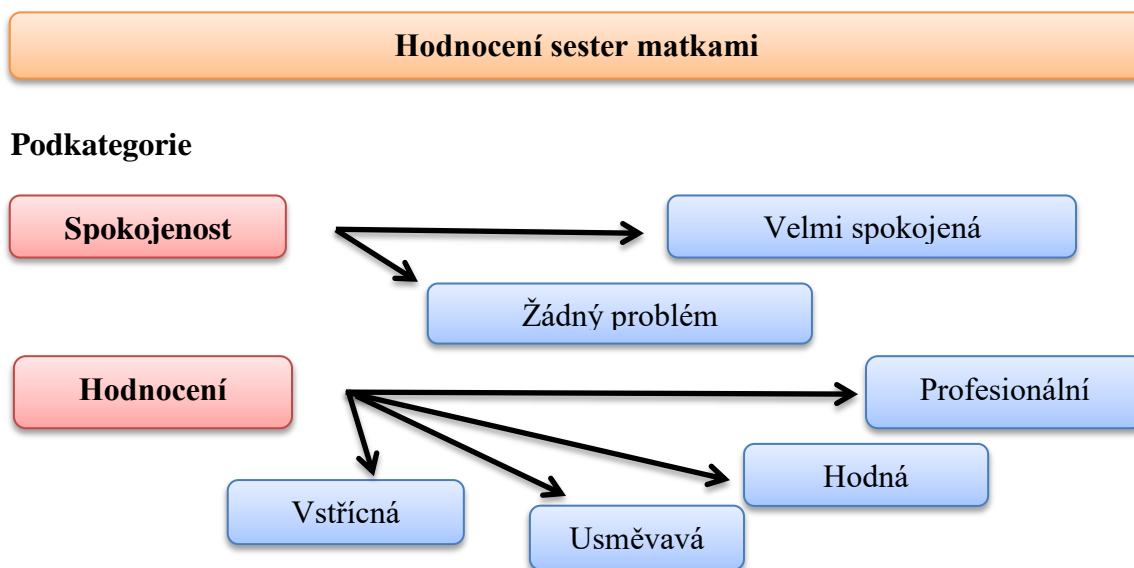 Hodnocení sester matkami
Podkategorie
Spokojenost
Velmi spokojená
Žádný problém
Hodnocení
Profesionální
Hodná
Vstřícná
Usměvavá